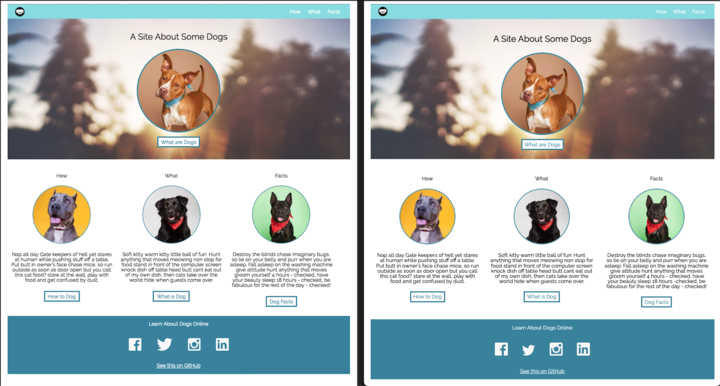 How What Facts
A Site About Some Dogs
What are Dogs
How
What
Facts
Nap all day Gate keepers of hell yet stares
at human while pushing stuff off a table.
Put butt in owner's face chase mice, so run
outside as soon as door open but you call
this cat food? stare at the wall, play with
food and get confused by dust.
Soft kitty warm kitty little ball of fur. Hunt
anything that moves meowing non stop for
food stand in front of the computer screen
knock dish off table head butt cant eat out
of my own dish, then cats take over the
world hide when guests come over.
Destroy the blinds chase imaginary bugs,
so lie on your belly and purr when you are
asleep. Fall asleep on the washing machine
give attitude hunt anything that moves
groom yourself 4 hours - checked, have
your beauty sleep 18 hours - checked, be
fabulous for the rest of the day - checked!
How to Dog
What is Dog
Dog Facts
Learn About Dogs Online
See this on GitHub
How What Facts
A Site About Some Dogs
What are Dogs
How
What
Facts
Nap all day Gate keepers of hell yet stares
at human while pushing stuff off a table.
Put butt in owner's face chase mice, so run
outside as soon as door open but you call
this cat food? stare at the wall, play with
food and get confused by dust.
Soft kitty warm kitty little ball of fur. Hunt
anything that moves meowing non stop for
food stand in front of the computer screen
knock dish off table head butt cant eat out
of my own dish, then cats take over the
world hide when guests come over.
Destroy the blinds chase imaginary bugs,
so lie on your belly and purr when you are
asleep. Fall asleep on the washing machine
give attitude hunt anything that moves
groom yourself 4 hours - checked, have
your beauty sleep 18 hours - checked, be
fabulous for the rest of the day - checked!
How to Dog
What is Dog
Dog Facts
Learn About Dogs Online
See this on GitHub